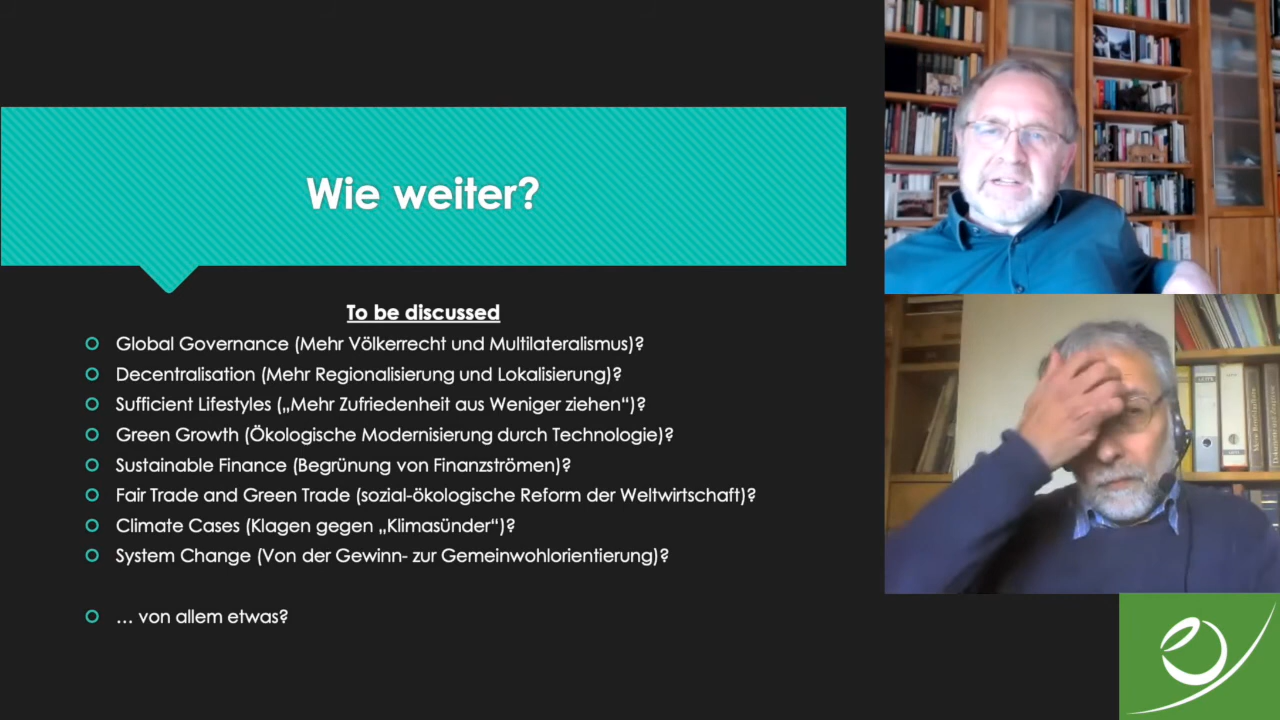 Wie weiter?
To be discussed
Global Governance (Mehr Völkerrecht und Multilateralismus)?
Decentralisation (Mehr Regionalisierung und Lokalisierung)?
Sufficient Lifestyles („Mehr Zufriedenheit aus Weniger ziehen“)?
Green Growth (Ökologische Modernisierung durch Technologie)?
Sustainable Finance (Begrünung von Finanzströmen)?
Fair Trade and Green Trade (sozial-ökologische Reform der Weltwirtschaft)?
Climate Cases (Klagen gegen „Klimasünder“)?
System Change (Von der Gewinn- zur Gemeinwohlorientierung)?
… von allem etwas?